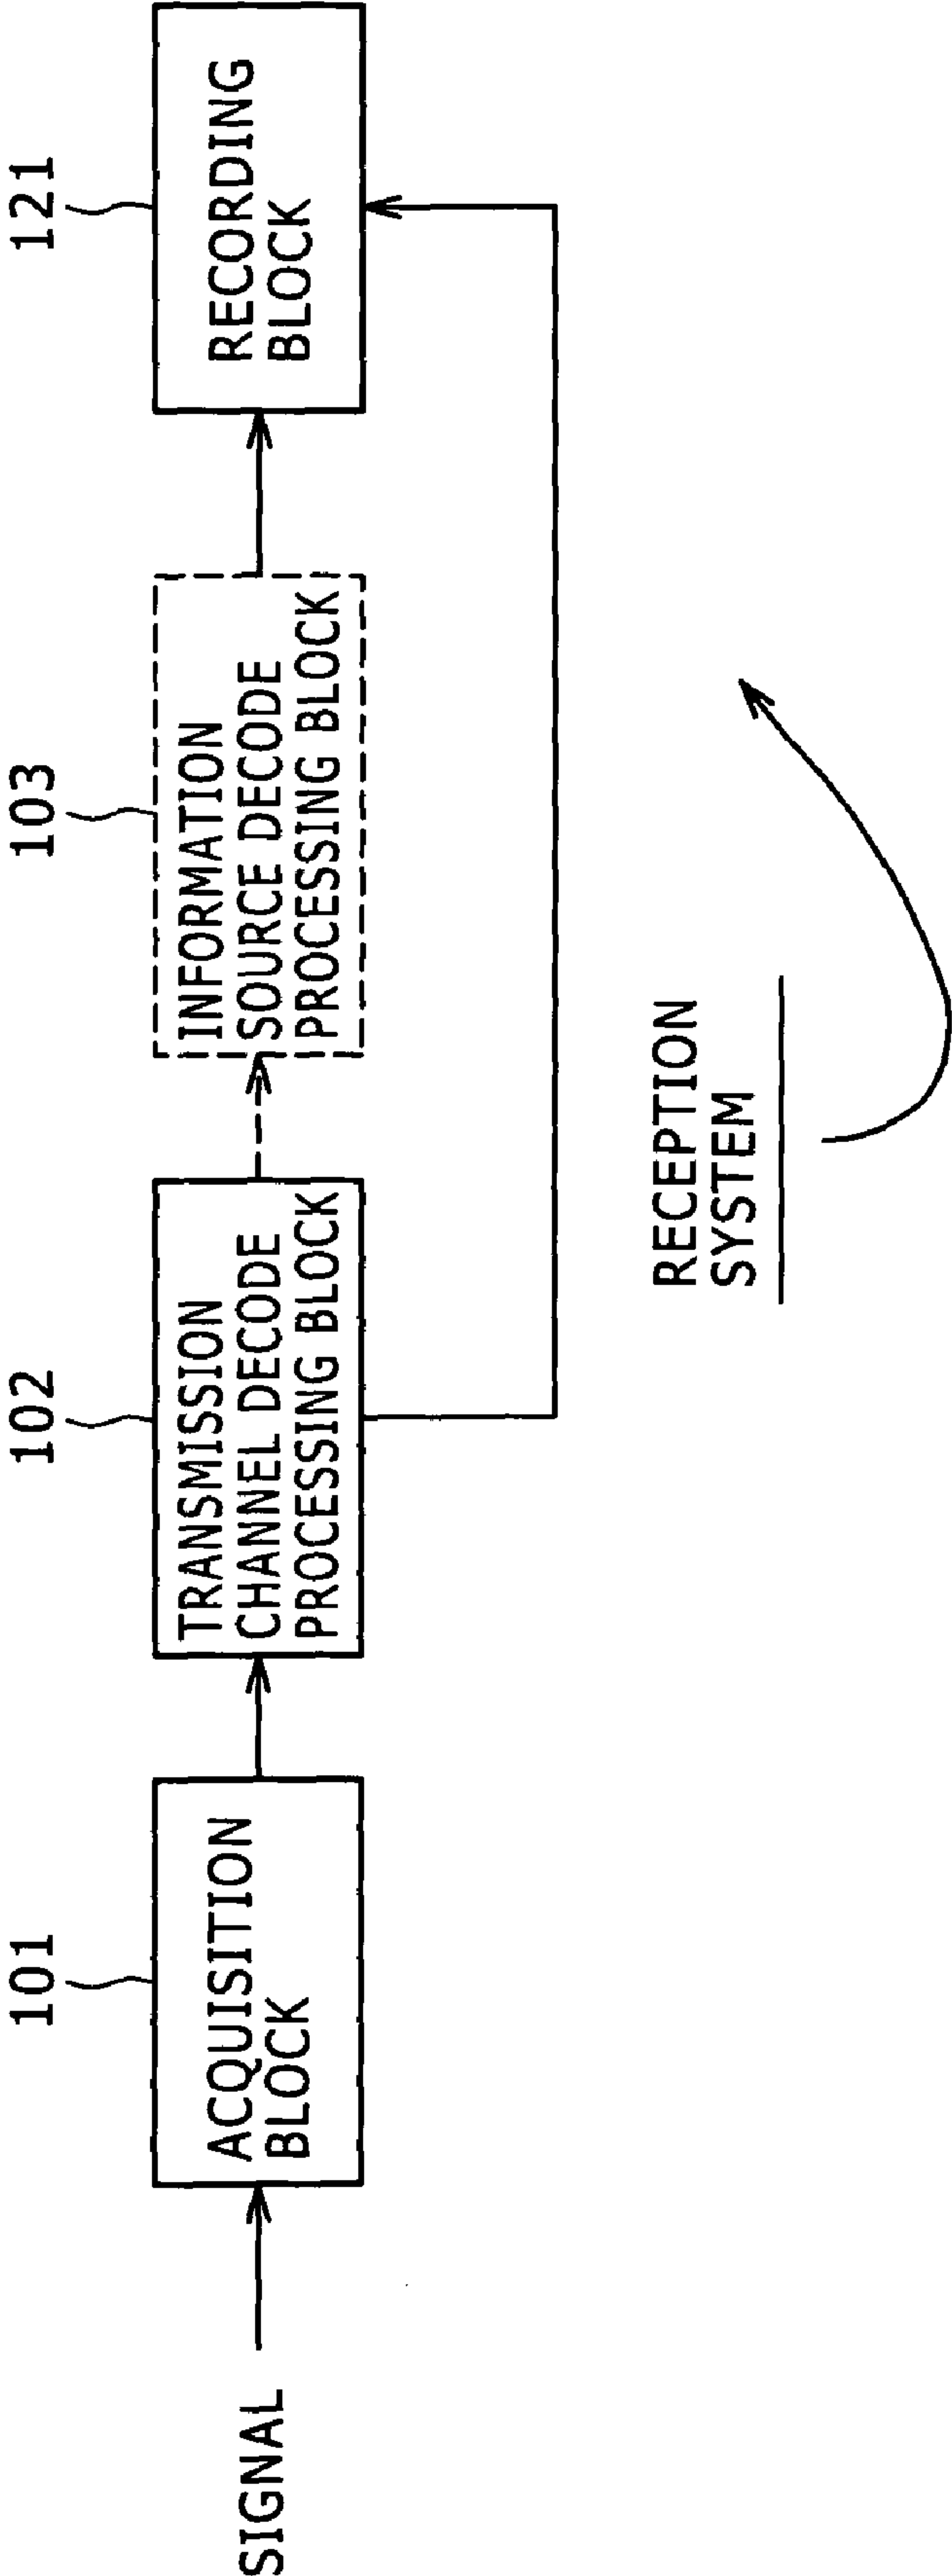 101
102
103
121
SIGNAL
ACQUISITION
BLOCK
TRANSMISSION
CHANNEL DECODE
PROCESSING BLOCK
INFORMATION
SOURCE DECODE
PROCESSING BLOCK
RECORDING
BLOCK
RECEPTION
SYSTEM